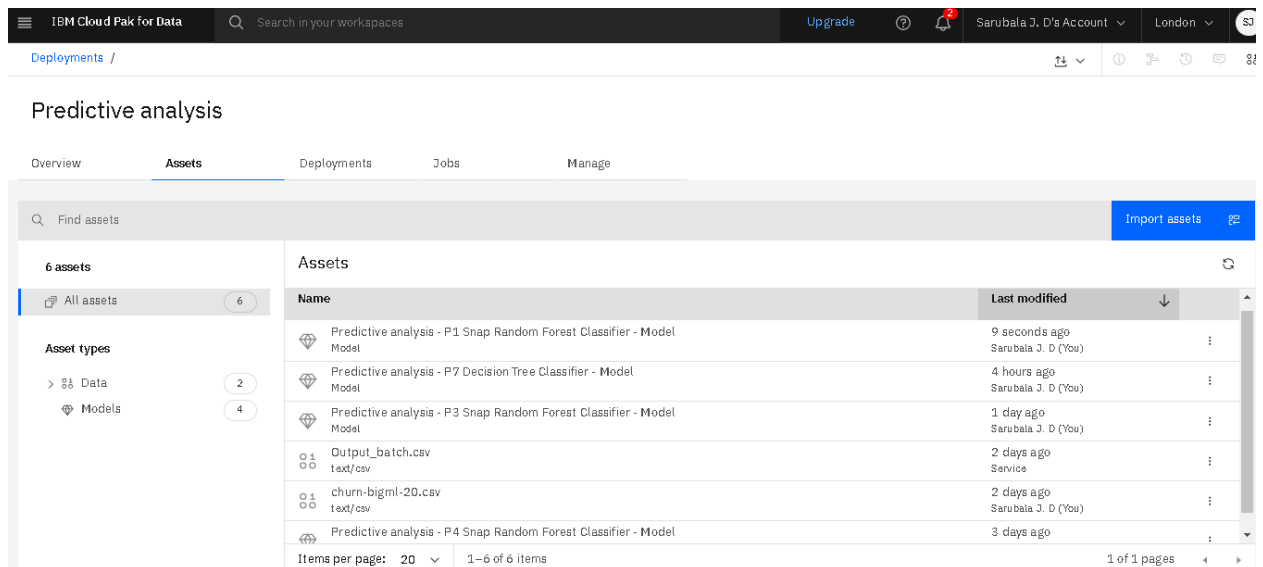 IBM Cloud Pak for Data
Search in your workspaces
Upgrade
2
Sarubala J. D's Account
London
SJ
Deployments /
Predictive analysis
Overview
Assets
Deployments
Jobs
Manage
Find assets
Import assets
6 assets
All assets 6
Asset types
Data 2
Models 4
Assets
Name Last modified
Predictive analysis - P1 Snap Random Forest Classifier - Model 9 seconds ago
Model Sarubala J. D (You)
Predictive analysis - P7 Decision Tree Classifier - Model 4 hours ago
Model Sarubala J. D (You)
Predictive analysis - P3 Snap Random Forest Classifier - Model 1 day ago
Model Sarubala J. D (You)
Output_batch.csv 2 days ago
text/csv Service
churn-bigml-20.csv 2 days ago
text/csv Sarubala J. D (You)
Predictive analysis - P4 Snap Random Forest Classifier - Model 3 days ago
Items per page: 20 1–6 of 6 items 1 of 1 pages